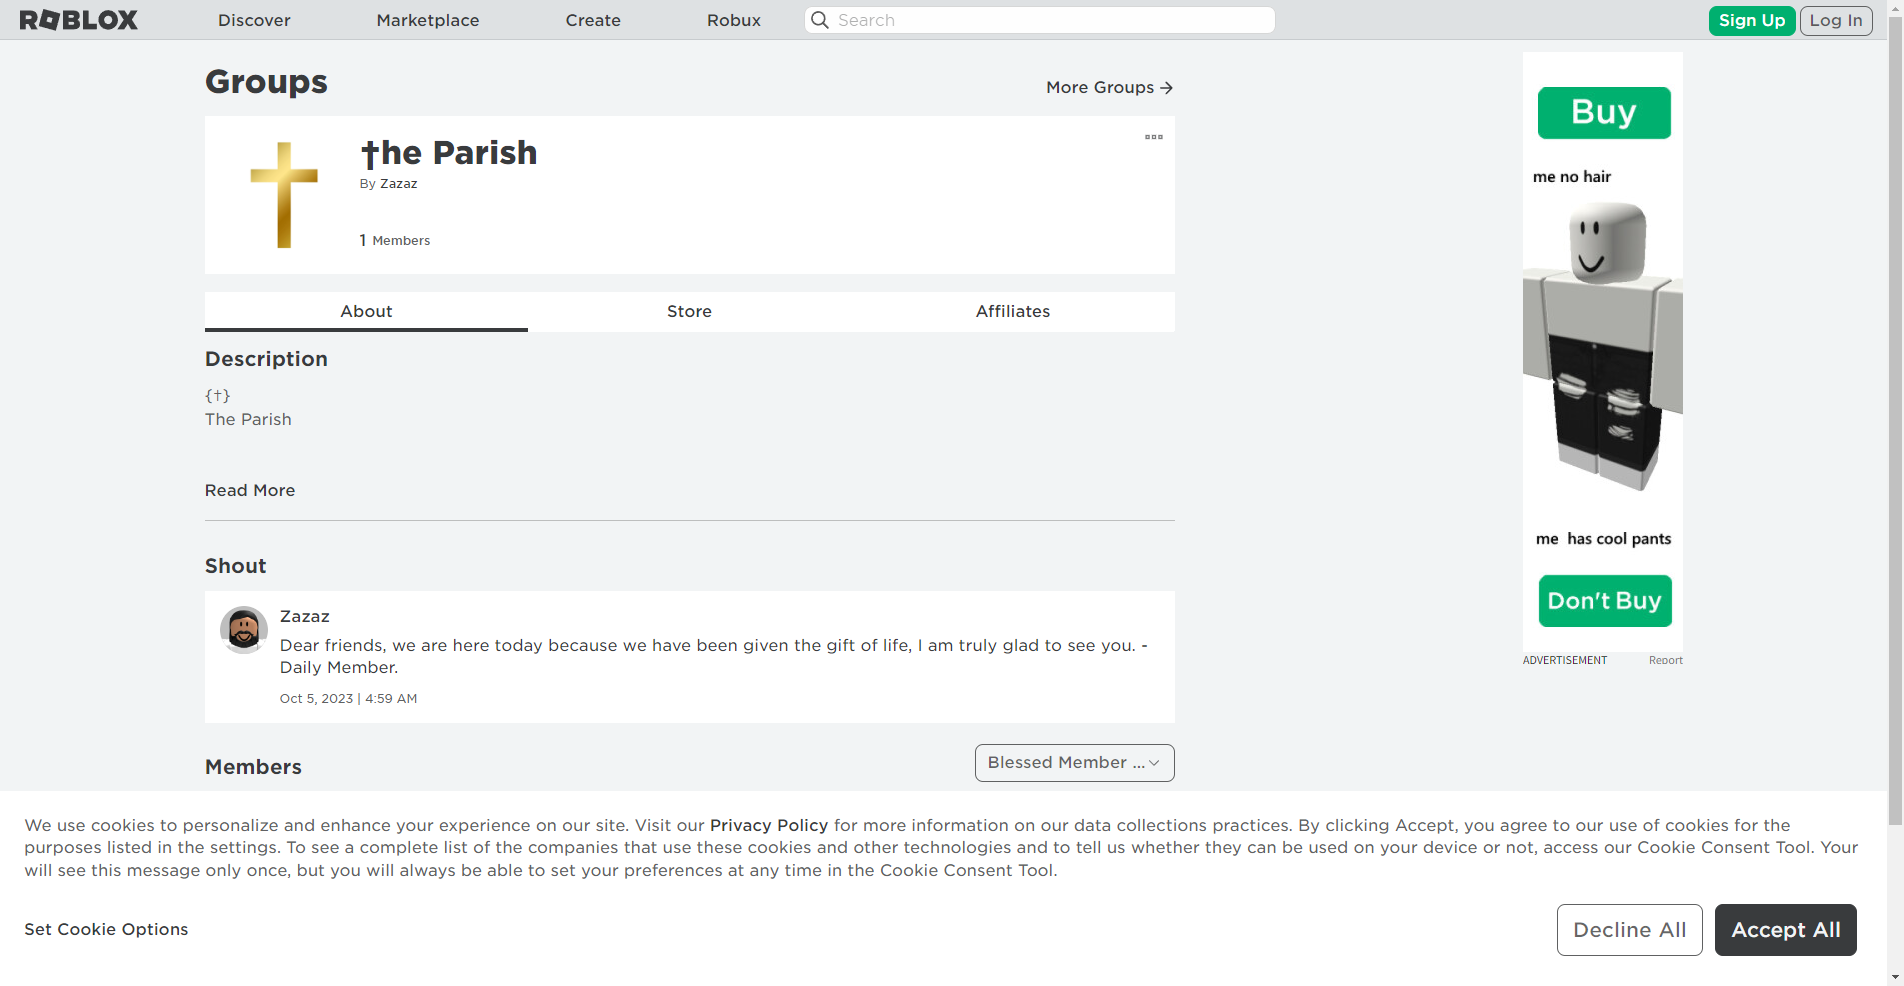 ROBLOX
Discover
Marketplace
Create
Robux
Search
Sign Up
Log In
Groups
More Groups
†he Parish
By Zazaz
1 Members
About
Store
Affiliates
Description
{†}
The Parish
Read More
Shout
Zazaz
Dear friends, we are here today because we have been given the gift of life, I am truly glad to see you. -
Daily Member.
Oct 5, 2023 | 4:59 AM
Members
Blessed Member ...
Buy
me no hair
me has cool pants
Don't Buy
ADVERTISEMENT
Report
We use cookies to personalize and enhance your experience on our site. Visit our Privacy Policy for more information on our data collections practices. By clicking Accept, you agree to our use of cookies for the
purposes listed in the settings. To see a complete list of the companies that use these cookies and other technologies and to tell us whether they can be used on your device or not, access our Cookie Consent Tool. Your
will see this message only once, but you will always be able to set your preferences at any time in the Cookie Consent Tool.
Set Cookie Options
Decline All
Accept All